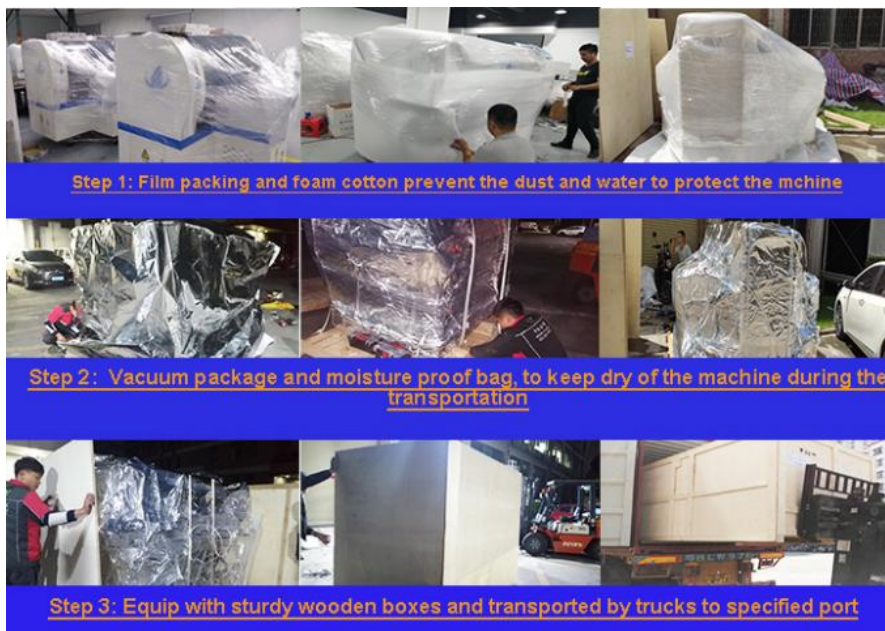 Step 1: Film packing and foam cotton prevent the dust and water to protect the mchine
Step 2: Vacuum package and moisture proof bag, to keep dry of the machine during the
transportation
Step 3: Equip with sturdy wooden boxes and transported by trucks to specified port